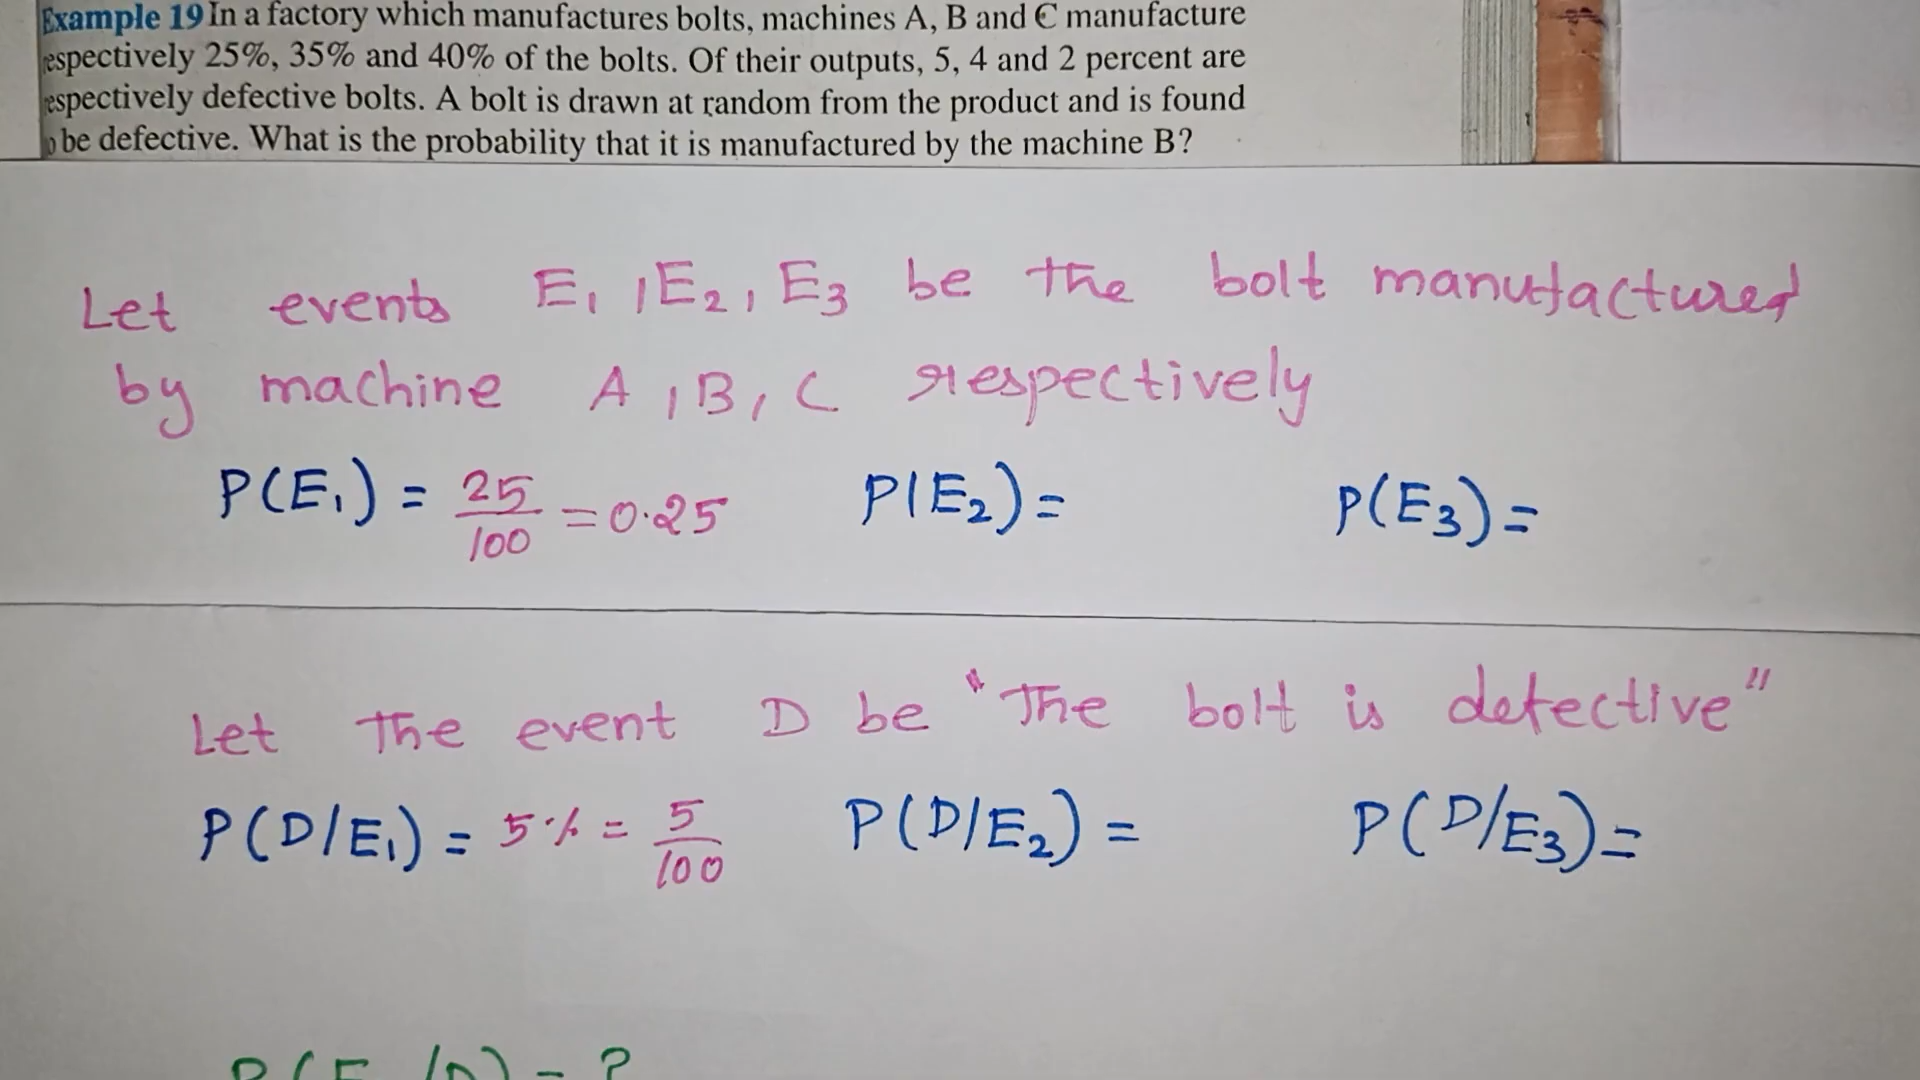 Example 19 In a factory which manufactures bolts, machines A, B and C manufacture
espectively 25%, 35% and 40% of the bolts. Of their outputs, 5, 4 and 2 percent are
espectively defective bolts. A bolt is drawn at random from the product and is found
o be defective. What is the probability that it is manufactured by the machine B?
Let events E1, E2, E3 be the bolt manufactured
by machine A, B, C respectively
P(E1) = 25/100 = 0.25 P(E2) = P(E3) =
Let the event D be "The bolt is defective"
P(D/E1) = 5% = 5/100 P(D/E2) = P(D/E3) =